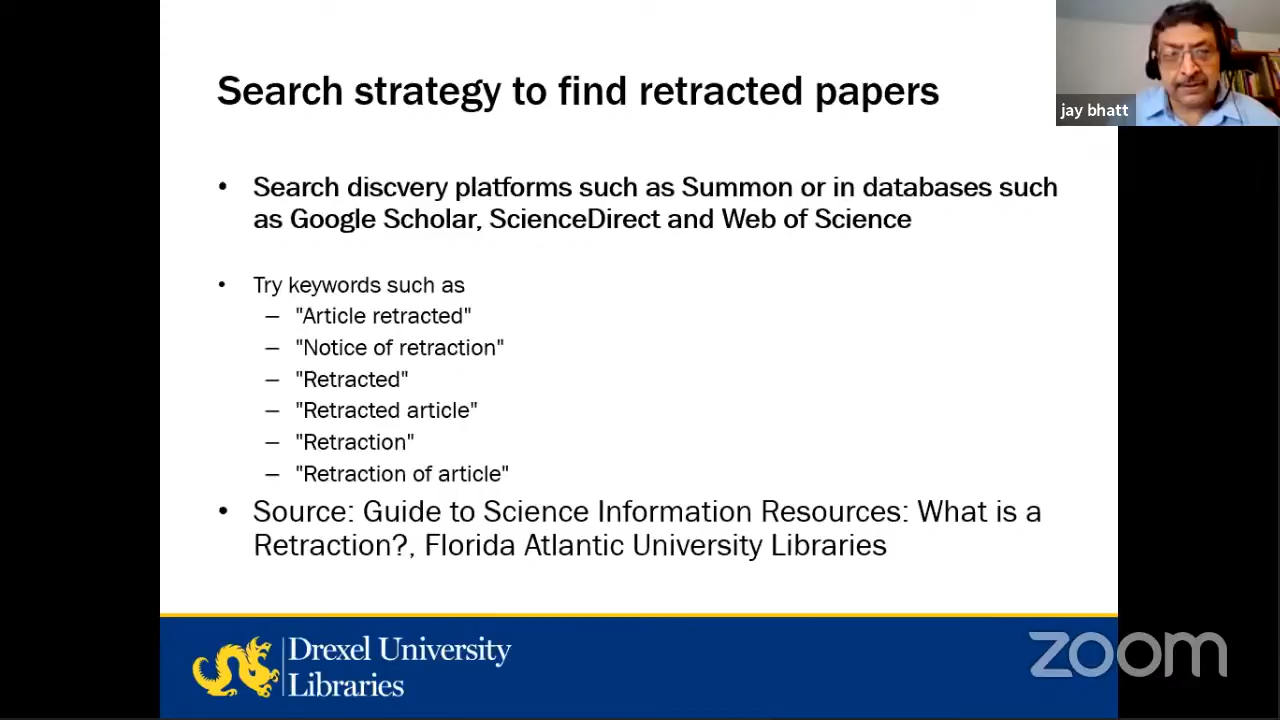 Search strategy to find retracted papers
jay bhatt
• Search discvery platforms such as Summon or in databases such
as Google Scholar, ScienceDirect and Web of Science
• Try keywords such as
– "Article retracted"
– "Notice of retraction"
– "Retracted"
– "Retracted article"
– "Retraction"
– "Retraction of article"
• Source: Guide to Science Information Resources: What is a
Retraction?, Florida Atlantic University Libraries
Drexel University
Libraries
zoom